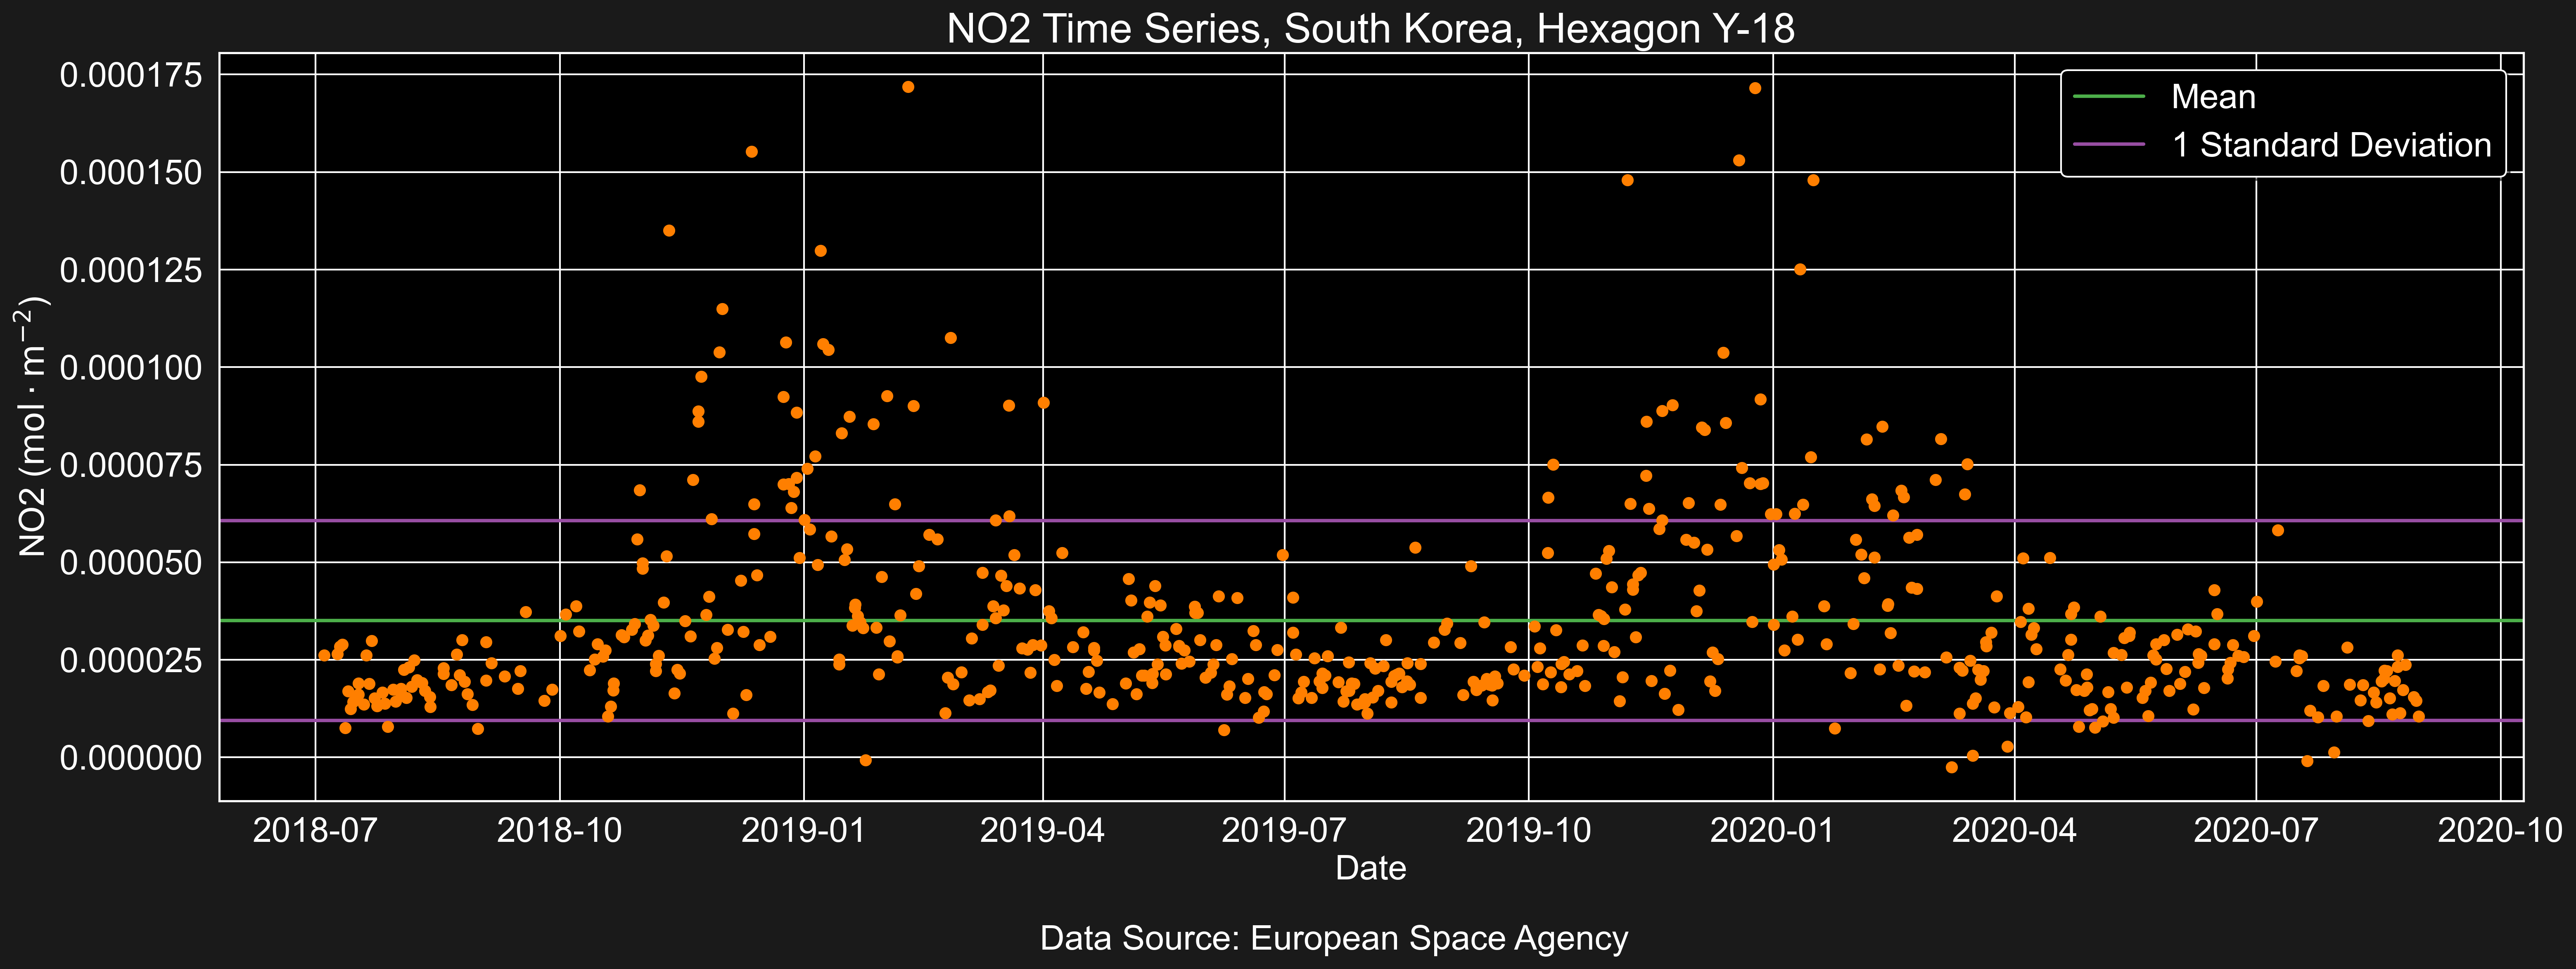 NO2 Time Series, South Korea, Hexagon Y-18
0.000175
0.000150
0.000125
0.000100
0.000075
0.000050
0.000025
0.000000
NO2 (mol · m⁻²)
Mean
1 Standard Deviation
2018-07 2018-10 2019-01 2019-04 2019-07 2019-10 2020-01 2020-04 2020-07 2020-10
Date
Data Source: European Space Agency